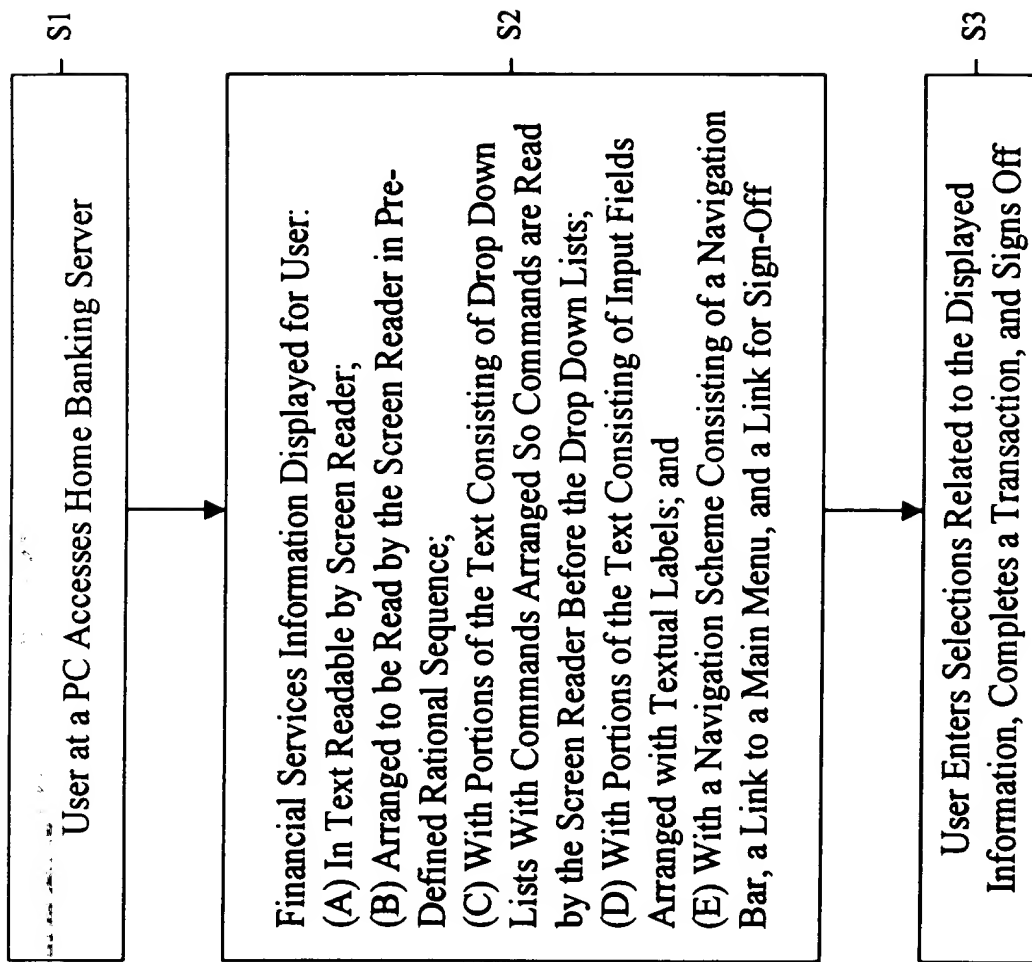 User at a PC Accesses Home Banking Server
S1
Financial Services Information Displayed for User:
(A) In Text Readable by Screen Reader;
(B) Arranged to be Read by the Screen Reader in Pre-
Defined Rational Sequence;
(C) With Portions of the Text Consisting of Drop Down
Lists With Commands Arranged So Commands are Read
by the Screen Reader Before the Drop Down Lists;
(D) With Portions of the Text Consisting of Input Fields
Arranged with Textual Labels; and
(E) With a Navigation Scheme Consisting of a Navigation
Bar, a Link to a Main Menu, and a Link for Sign-Off
S2
User Enters Selections Related to the Displayed
Information, Completes a Transaction, and Signs Off
S3